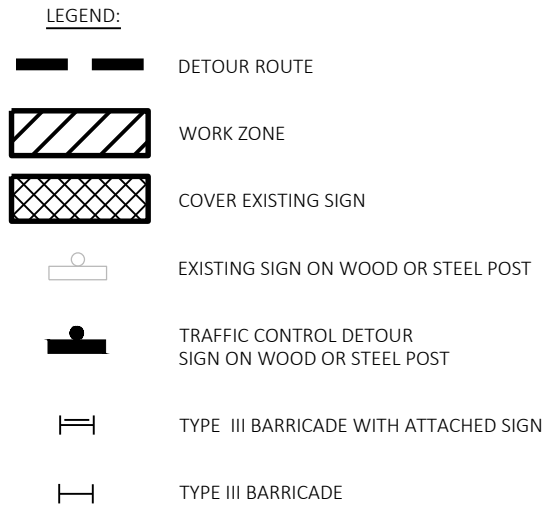 LEGEND:
DETOUR ROUTE
WORK ZONE
COVER EXISTING SIGN
EXISTING SIGN ON WOOD OR STEEL POST
TRAFFIC CONTROL DETOUR
SIGN ON WOOD OR STEEL POST
TYPE III BARRICADE WITH ATTACHED SIGN
TYPE III BARRICADE